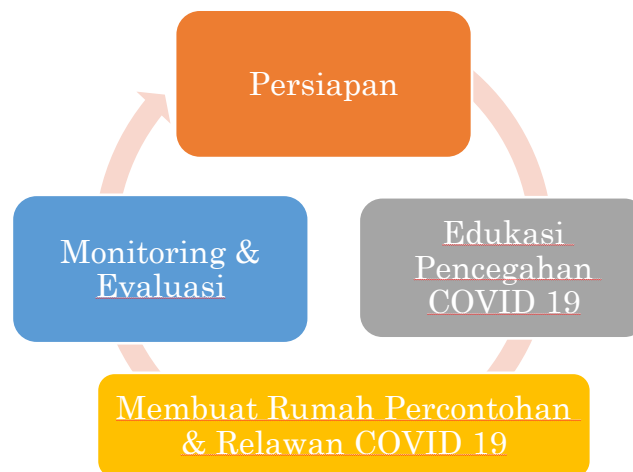 Persiapan
Edukasi
Pencegahan
COVID 19
Membuat Rumah Percontohan
& Relawan COVID 19
Monitoring &
Evaluasi